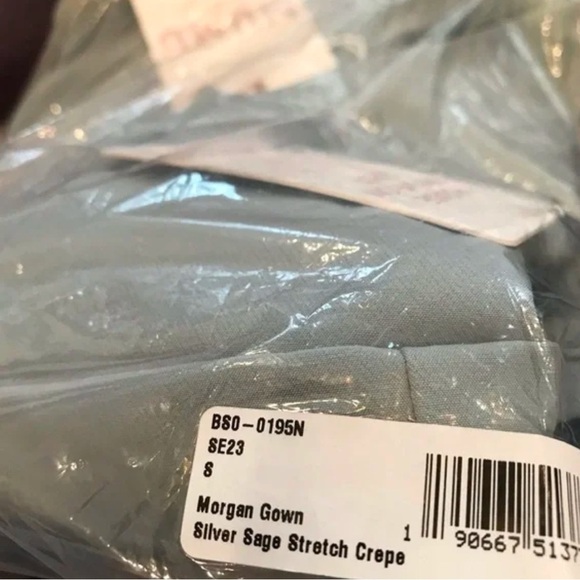 BS0-0195N
SE23
S
Morgan Gown
Silver Sage Stretch Crepe
1 90667 5137